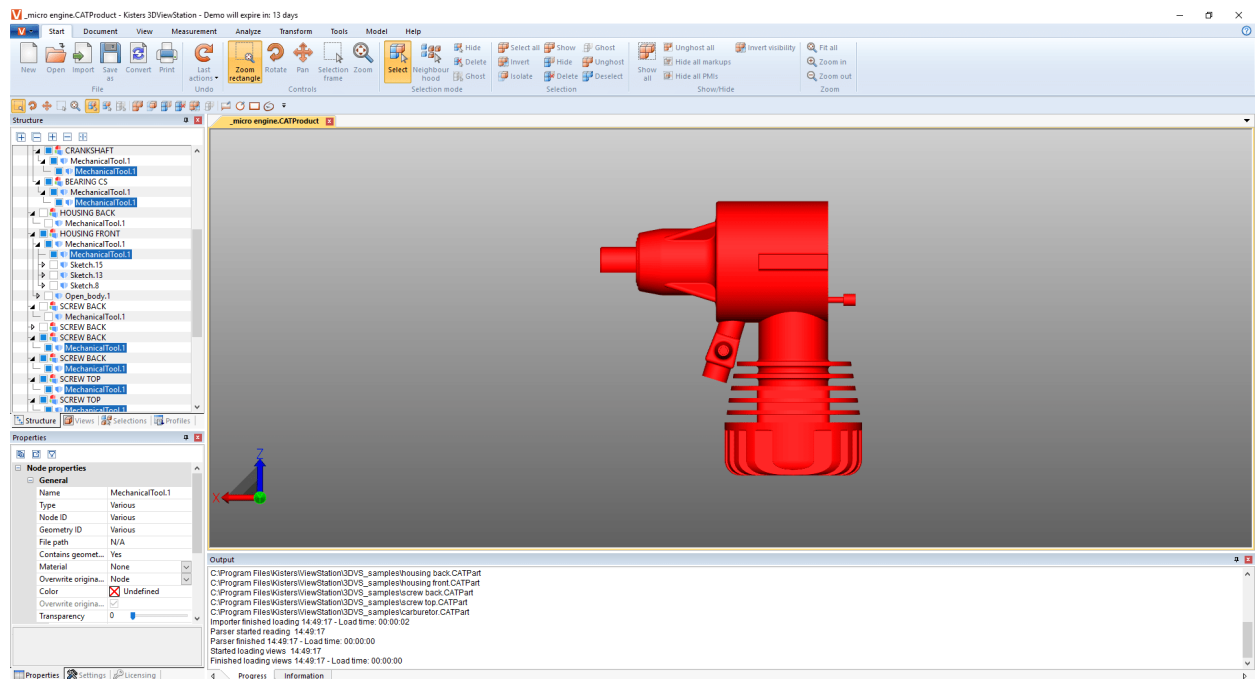 _micro engine.CATProduct - Kisters 3DViewStation - Demo will expire in: 13 days
Start Document View Measurement Analyze Transform Tools Model Help
New Open Import Save as Convert Print
File
Last actions
Undo
Zoom rectangle Rotate Pan Selection frame Zoom
Controls
Select Neighbour hood Hide Delete Ghost
Selection mode
Select all Show Ghost
Invert Hide Unghost
Isolate Delete Deselect
Selection
Show all Unghost all Invert visibility
Hide all markups
Hide all PMIs
Show/Hide
Fit all
Zoom in
Zoom out
Zoom
Structure
_micro engine.CATProduct
CRANKSHAFT
MechanicalTool.1
MechanicalTool.1
BEARING CS
MechanicalTool.1
MechanicalTool.1
HOUSING BACK
MechanicalTool.1
HOUSING FRONT
MechanicalTool.1
MechanicalTool.1
Sketch.15
Sketch.13
Sketch.8
Open_body.1
SCREW BACK
MechanicalTool.1
SCREW BACK
SCREW BACK
MechanicalTool.1
SCREW BACK
MechanicalTool.1
SCREW TOP
MechanicalTool.1
SCREW TOP
MechanicalTool.1
Structure Views Selections Profiles
Properties
Node properties
General
Name MechanicalTool.1
Type Various
Node ID Various
Geometry ID Various
File path N/A
Contains geomet... Yes
Material None
Overwrite origina... Node
Color Undefined
Overwrite origina...
Transparency 0
Properties Settings Licensing
Z
X
Output
C:\Program Files\Kisters\ViewStation\3DVS_samples\housing back.CATPart
C:\Program Files\Kisters\ViewStation\3DVS_samples\housing front.CATPart
C:\Program Files\Kisters\ViewStation\3DVS_samples\screw back.CATPart
C:\Program Files\Kisters\ViewStation\3DVS_samples\screw top.CATPart
C:\Program Files\Kisters\ViewStation\3DVS_samples\carburetor.CATPart
Importer finished loading 14:49:17 - Load time: 00:00:02
Parser started reading 14:49:17
Parser finished 14:49:17 - Load time: 00:00:00
Started loading views 14:49:17
Finished loading views 14:49:17 - Load time: 00:00:00
Progress Information